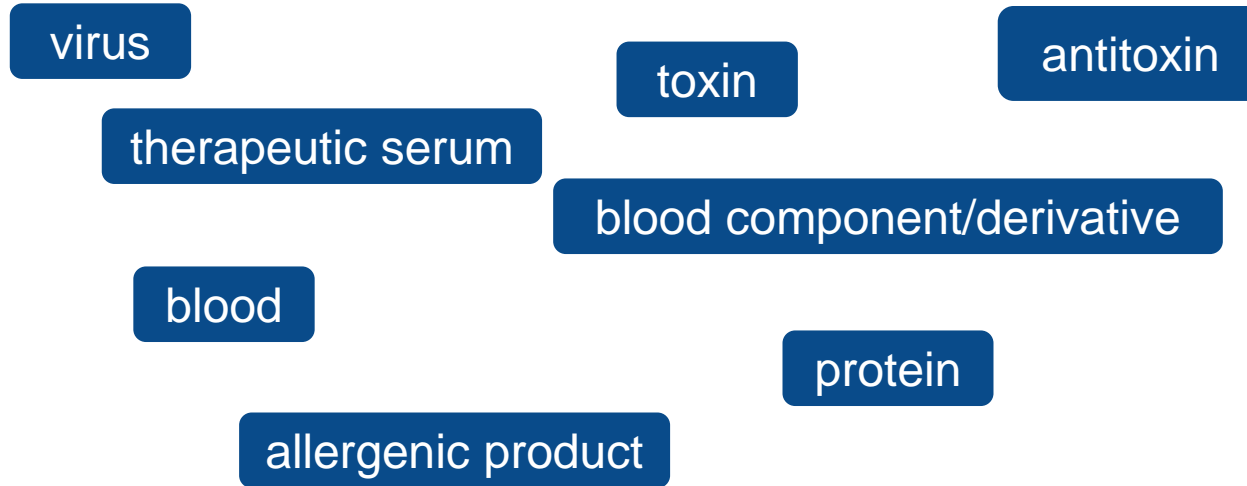 virus
antitoxin
toxin
therapeutic serum
blood component/derivative
blood
protein
allergenic product